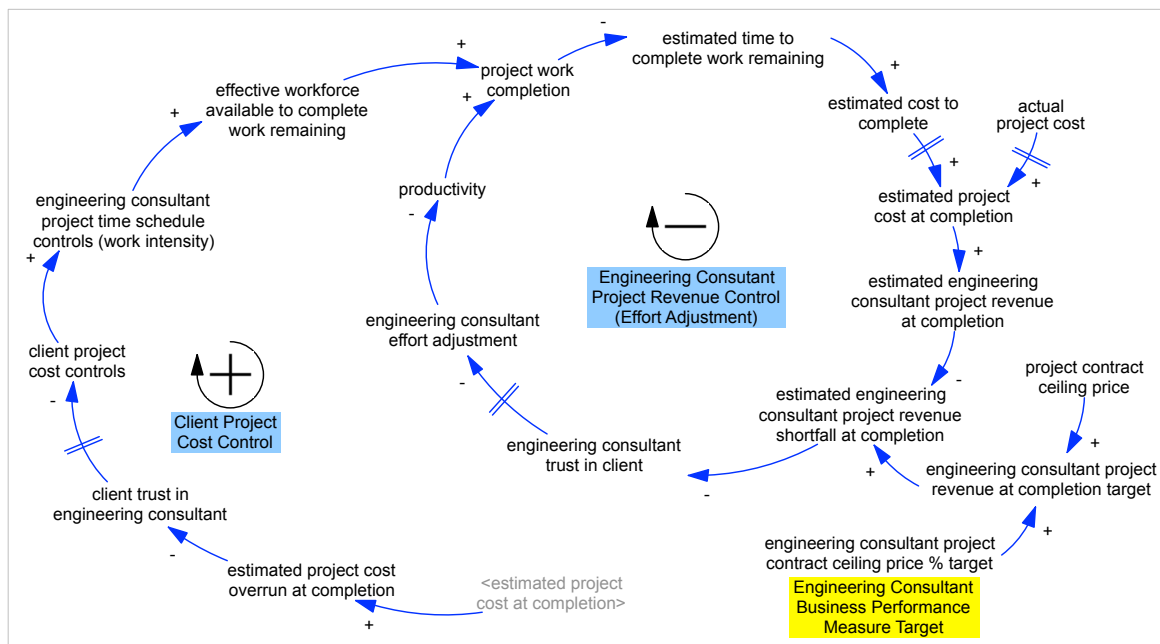 estimated time to
complete work remaining
project work
completion
effective workforce
available to complete
work remaining
estimated cost to
complete
actual
project cost
productivity
estimated project
cost at completion
engineering consultant
project time schedule
controls (work intensity)
Engineering Consutant
Project Revenue Control
(Effort Adjustment)
estimated engineering
consultant project revenue
at completion
engineering consultant
effort adjustment
client project
cost controls
Client Project
Cost Control
project contract
ceiling price
estimated engineering
consultant project revenue
shortfall at completion
engineering consultant
trust in client
engineering consultant project
revenue at completion target
client trust in
engineering consultant
engineering consultant project
contract ceiling price % target
Engineering Consultant
Business Performance
Measure Target
estimated project cost
overrun at completion
<estimated project
cost at completion>
+
+
+
+
+
+
+
+
+
+
+
+
+
-
-
-
-
-
-
-